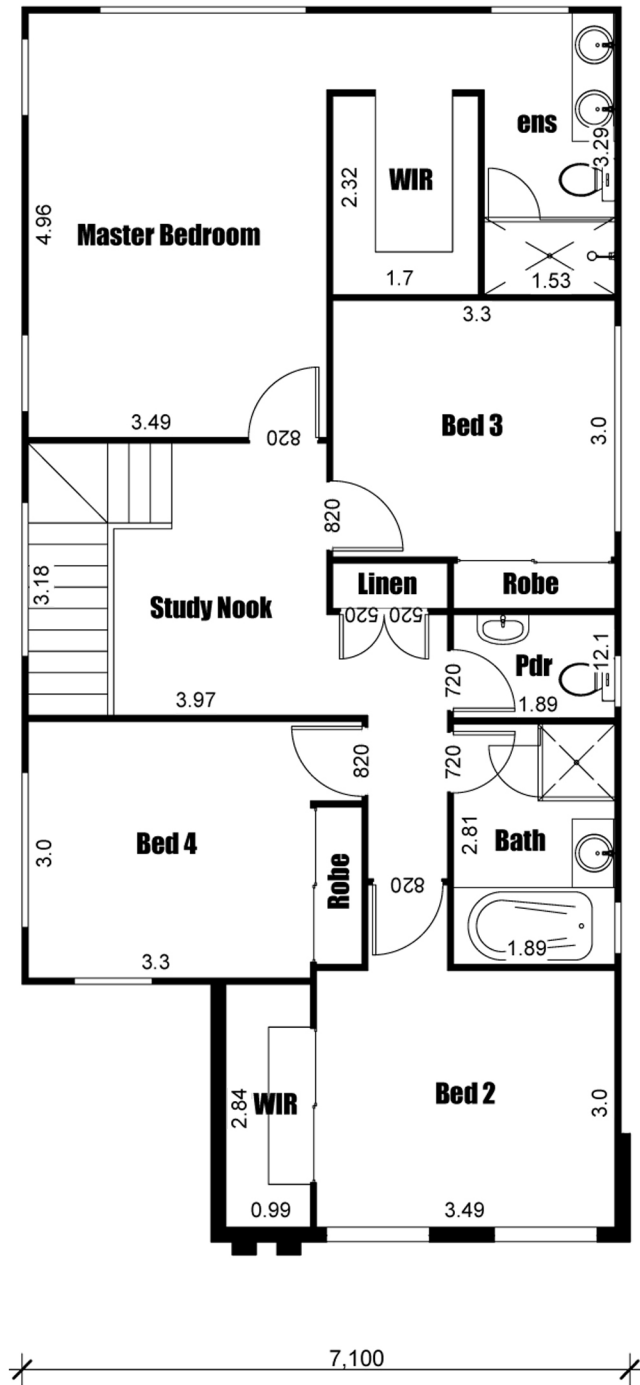 ens
3.29
WIR
2.32
4.96
Master Bedroom
1.7
1.53
3.3
3.49
820
Bed 3
3.0
820
3.18
Linen
Robe
Study Nook
520
520
Pdr
12.1
720
3.97
1.89
820
720
Bed 4
2.81
Bath
3.0
Robe
820
3.3
1.89
WIR
2.84
Bed 2
3.0
0.99
3.49
7,100